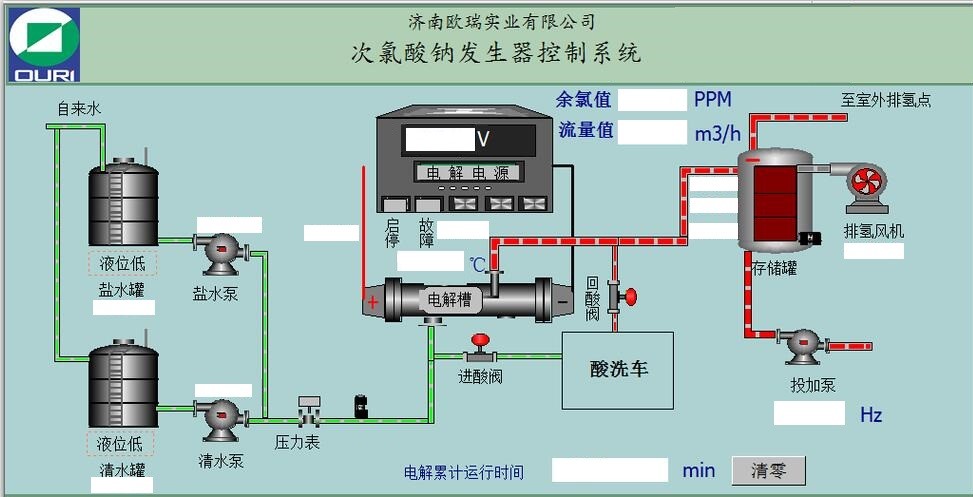 济南欧瑞实业有限公司
次氯酸钠发生器控制系统
OURI
自来水
余氯值 PPM
流量值 m3/h
至室外排氢点
V
电解电源
启停
故障
液位低
盐水罐
盐水泵
℃
+
电解槽
−
回酸阀
存储罐
排氢风机
进酸阀
酸洗车
投加泵
Hz
液位低
清水罐
清水泵
压力表
电解累计运行时间 min
清零